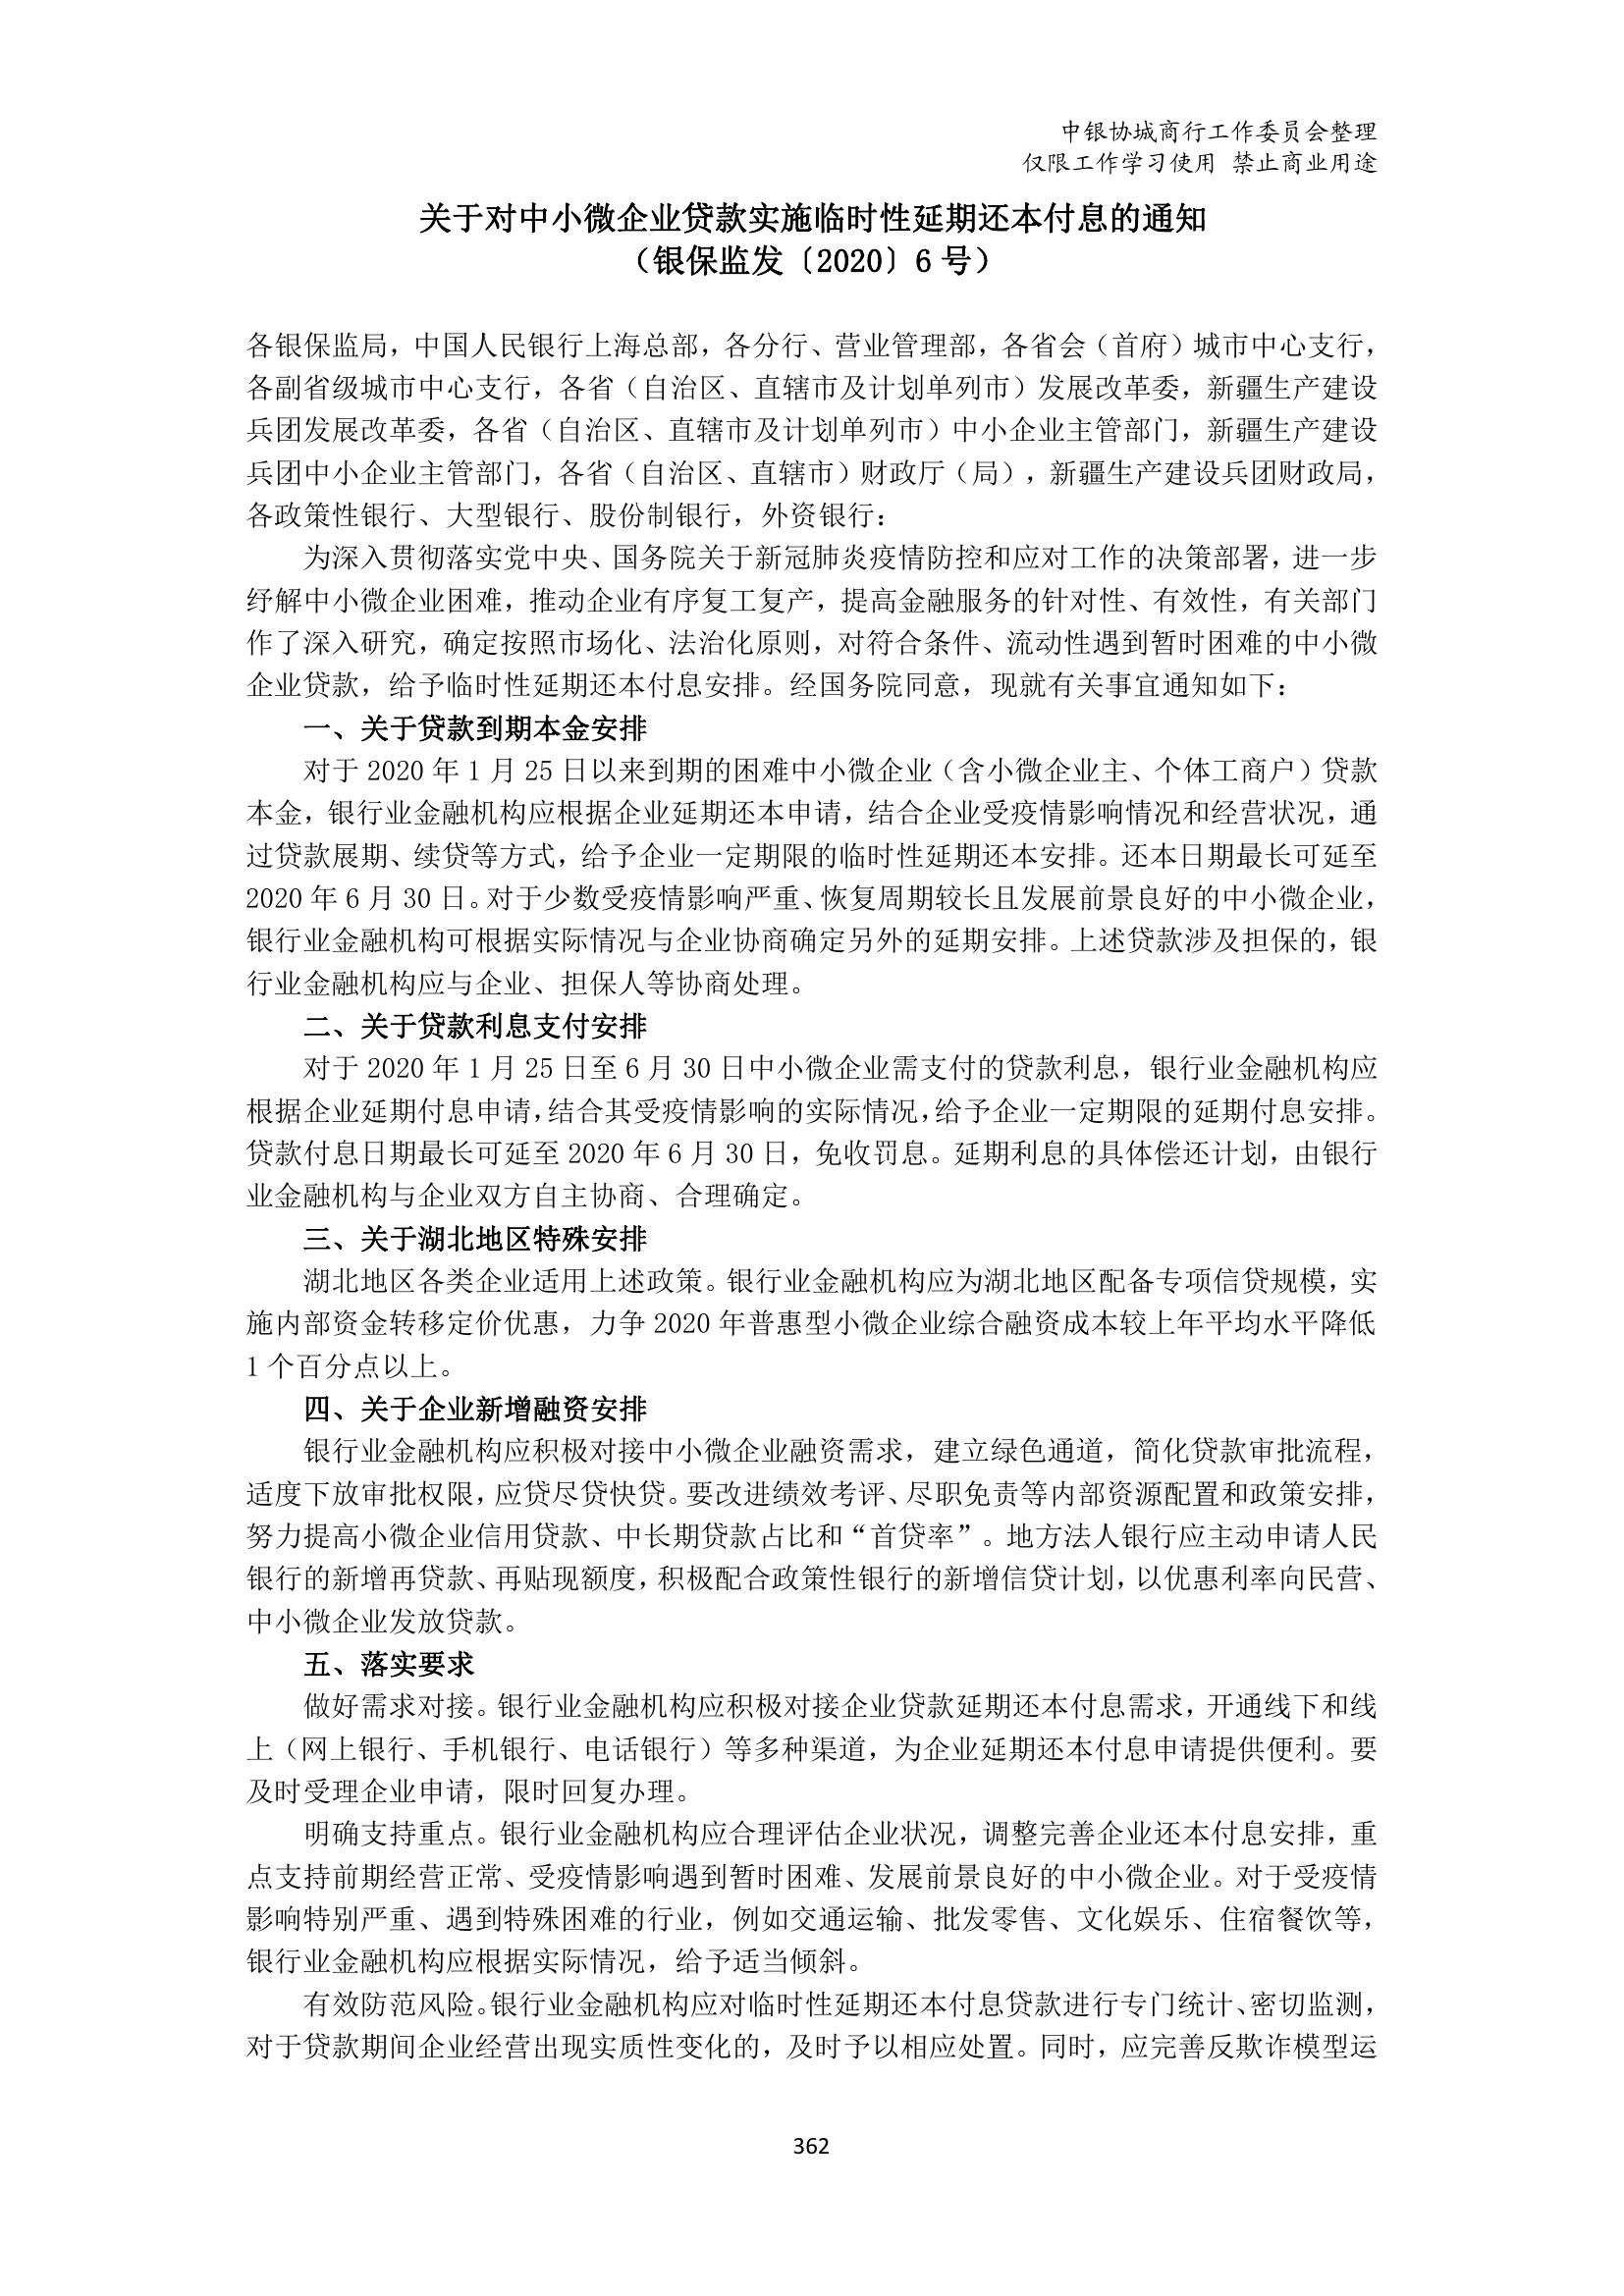 中银协城商行工作委员会整理
仅限工作学习使用 禁止商业用途
关于对中小微企业贷款实施临时性延期还本付息的通知
（银保监发〔2020〕6 号）
各银保监局，中国人民银行上海总部，各分行、营业管理部，各省会（首府）城市中心支行，
各副省级城市中心支行，各省（自治区、直辖市及计划单列市）发展改革委，新疆生产建设
兵团发展改革委，各省（自治区、直辖市及计划单列市）中小企业主管部门，新疆生产建设
兵团中小企业主管部门，各省（自治区、直辖市）财政厅（局），新疆生产建设兵团财政局，
各政策性银行、大型银行、股份制银行，外资银行：
为深入贯彻落实党中央、国务院关于新冠肺炎疫情防控和应对工作的决策部署，进一步
纾解中小微企业困难，推动企业有序复工复产，提高金融服务的针对性、有效性，有关部门
作了深入研究，确定按照市场化、法治化原则，对符合条件、流动性遇到暂时困难的中小微
企业贷款，给予临时性延期还本付息安排。经国务院同意，现就有关事宜通知如下：
一、关于贷款到期本金安排
对于 2020 年 1 月 25 日以来到期的困难中小微企业（含小微企业主、个体工商户）贷款
本金，银行业金融机构应根据企业延期还本申请，结合企业受疫情影响情况和经营状况，通
过贷款展期、续贷等方式，给予企业一定期限的临时性延期还本安排。还本日期最长可延至
2020 年 6 月 30 日。对于少数受疫情影响严重、恢复周期较长且发展前景良好的中小微企业，
银行业金融机构可根据实际情况与企业协商确定另外的延期安排。上述贷款涉及担保的，银
行业金融机构应与企业、担保人等协商处理。
二、关于贷款利息支付安排
对于 2020 年 1 月 25 日至 6 月 30 日中小微企业需支付的贷款利息，银行业金融机构应
根据企业延期付息申请，结合其受疫情影响的实际情况，给予企业一定期限的延期付息安排。
贷款付息日期最长可延至 2020 年 6 月 30 日，免收罚息。延期利息的具体偿还计划，由银行
业金融机构与企业双方自主协商、合理确定。
三、关于湖北地区特殊安排
湖北地区各类企业适用上述政策。银行业金融机构应为湖北地区配备专项信贷规模，实
施内部资金转移定价优惠，力争 2020 年普惠型小微企业综合融资成本较上年平均水平降低
1 个百分点以上。
四、关于企业新增融资安排
银行业金融机构应积极对接中小微企业融资需求，建立绿色通道，简化贷款审批流程，
适度下放审批权限，应贷尽贷快贷。要改进绩效考评、尽职免责等内部资源配置和政策安排，
努力提高小微企业信用贷款、中长期贷款占比和“首贷率”。地方法人银行应主动申请人民
银行的新增再贷款、再贴现额度，积极配合政策性银行的新增信贷计划，以优惠利率向民营、
中小微企业发放贷款。
五、落实要求
做好需求对接。银行业金融机构应积极对接企业贷款延期还本付息需求，开通线下和线
上（网上银行、手机银行、电话银行）等多种渠道，为企业延期还本付息申请提供便利。要
及时受理企业申请，限时回复办理。
明确支持重点。银行业金融机构应合理评估企业状况，调整完善企业还本付息安排，重
点支持前期经营正常、受疫情影响遇到暂时困难、发展前景良好的中小微企业。对于受疫情
影响特别严重、遇到特殊困难的行业，例如交通运输、批发零售、文化娱乐、住宿餐饮等，
银行业金融机构应根据实际情况，给予适当倾斜。
有效防范风险。银行业金融机构应对临时性延期还本付息贷款进行专门统计、密切监测，
对于贷款期间企业经营出现实质性变化的，及时予以相应处置。同时，应完善反欺诈模型运
362